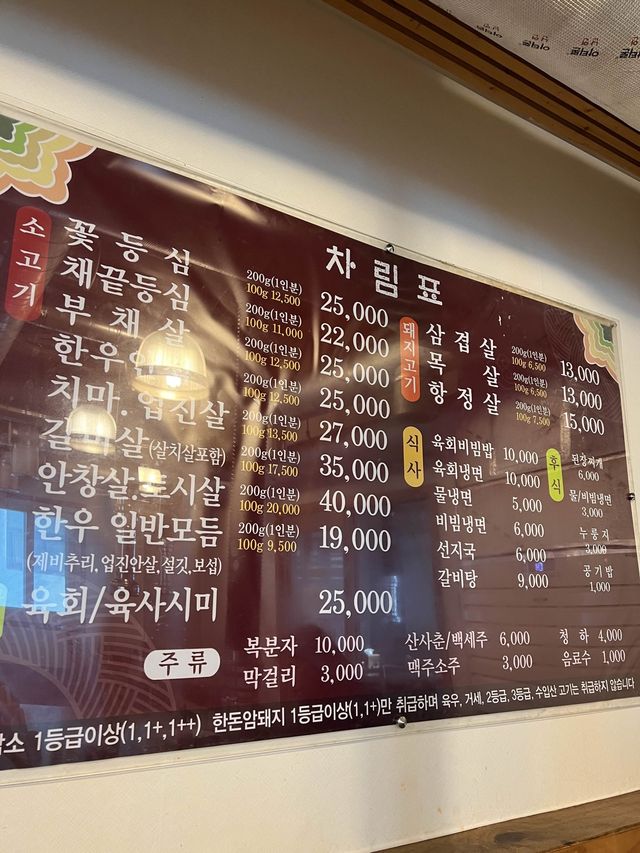 차림표
소고기
꽃등심 200g(1인분) 100g 12,500 25,000
채끝등심 200g(1인분) 100g 11,000 22,000
부채살 200g(1인분) 100g 12,500 25,000
한우 200g(1인분) 100g 12,500 25,000
치마.업진살 200g(1인분) 100g 13,500 27,000
살(살치살포함) 200g(1인분) 100g 17,500 35,000
안창살.토시살 200g(1인분) 100g 20,000 40,000
한우 일반모듬 200g(1인분) 100g 9,500 19,000
(제비추리, 업진안살, 설깃, 보섭)
육회/육사시미 25,000
돼지고기
삼겹살 200g(1인분) 100g 6,500 13,000
목살 200g(1인분) 100g 6,500 13,000
항정살 200g(1인분) 100g 7,500 15,000
식사
육회비빔밥 10,000
육회냉면 10,000
물냉면 5,000
비빔냉면 6,000
선지국 6,000
갈비탕 9,000
후식
된장찌개 6,000
물/비빔냉면 3,000
누룽지 3,000
공기밥 1,000
주류
복분자 10,000
막걸리 3,000
산사춘/백세주 6,000
맥주소주 3,000
청하 4,000
음료수 1,000
1등급이상(1,1+,1++) 한돈암돼지 1등급이상(1,1+)만 취급하며 육우, 거세, 2등급, 3등급, 수입산 고기는 취급하지 않습니다